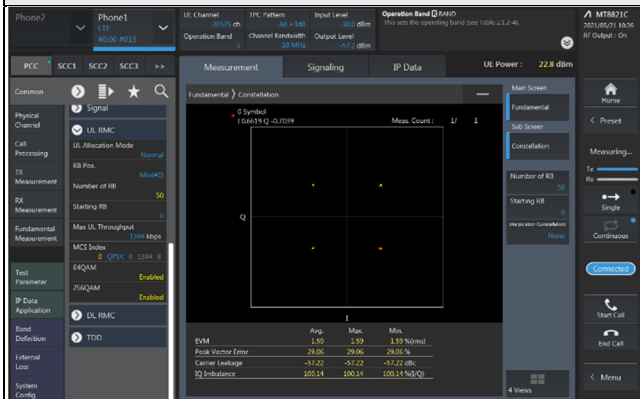 Phone2
Phone1
LTE
40.00 #013
UL Channel
20525 ch
Operation Band
5
TPC Pattern
All +1dB
Channel Bandwidth
10 MHz
Input Level
30.0 dBm
Output Level
-57.2 dBm
Operation Band BAND
This sets the operating band (see Table 2.1.2-4).
MT8821C
2021/05/21 10:26
RF Output : On
PCC
SCC1
SCC2
SCC3
>>
Measurement
Signaling
IP Data
UL Power : 22.8 dBm
Common
Physical
Channel
Call
Processing
TX
Measurement
RX
Measurement
Fundamental
Measurement
Test
Parameter
IP Data
Application
Band
Definition
External
Loss
System
Config
Signal
UL RMC
UL Allocation Mode
Normal
RB Pos.
Min(#0)
Number of RB
50
Starting RB
0
Max UL Throughput
kbps
MCS Index
0 QPSK 0
64QAM
Enabled
256QAM
Enabled
DL RMC
TDD
Fundamental > Constellation
0 Symbol
I 0.6619 Q -0.7039
Meas. Count : 1/ 1
Q
I
Avg. Max. Min.
EVM 1.59 1.59 1.59 %(rms)
Peak Vector Error 29.06 29.06 29.06 %
Carrier Leakage -57.22 -57.22 -57.22 dBc
IQ Imbalance 100.14 100.14 100.14 %(I/Q)
Main Screen
Fundamental
Sub Screen
Constellation
Number of RB
50
Starting RB
0
Interpolation (Constellation)
None
4 Views
Home
< Preset
Measuring...
Tx
Rx
Single
Continuous
Connected
Start Call
End Call
< Menu